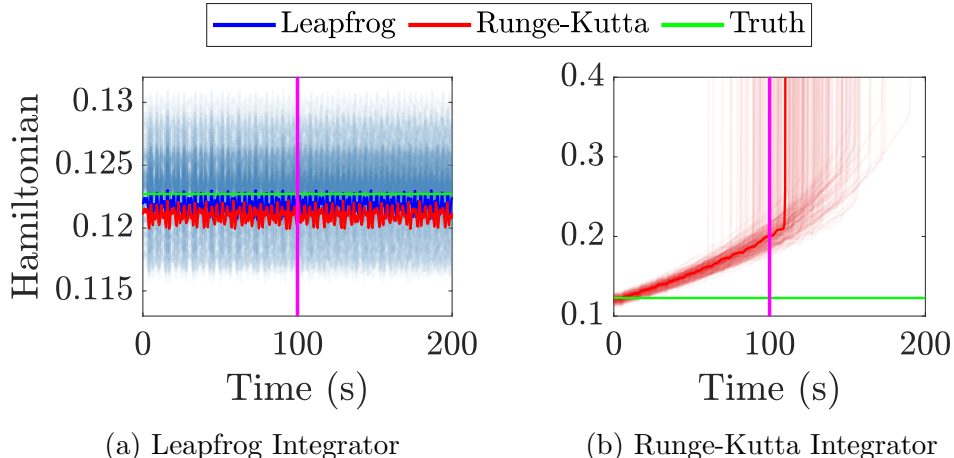 Leapfrog Runge-Kutta Truth
Hamiltonian
0.13
0.125
0.12
0.115
0 100 200
Time (s)
(a) Leapfrog Integrator
0.4
0.3
0.2
0.1
0 100 200
Time (s)
(b) Runge-Kutta Integrator